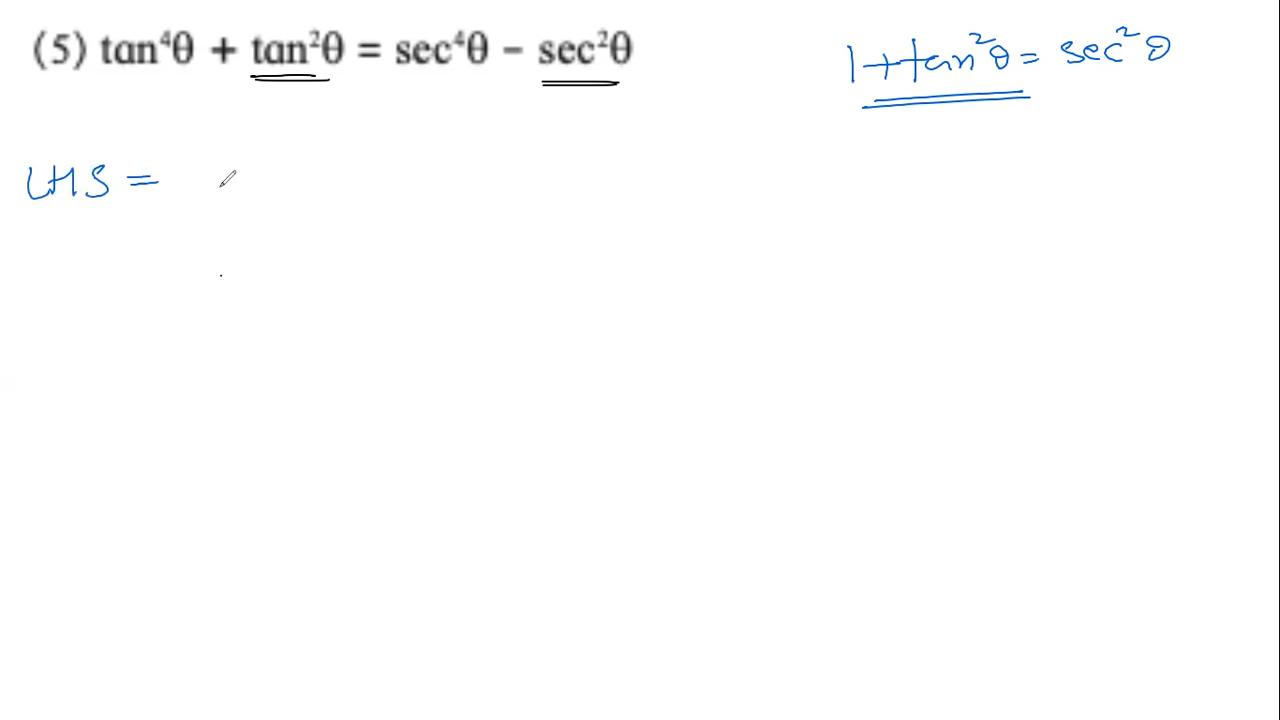 (5) tan⁴θ + tan²θ = sec⁴θ − sec²θ
1+tan²θ = sec²θ
LHS =